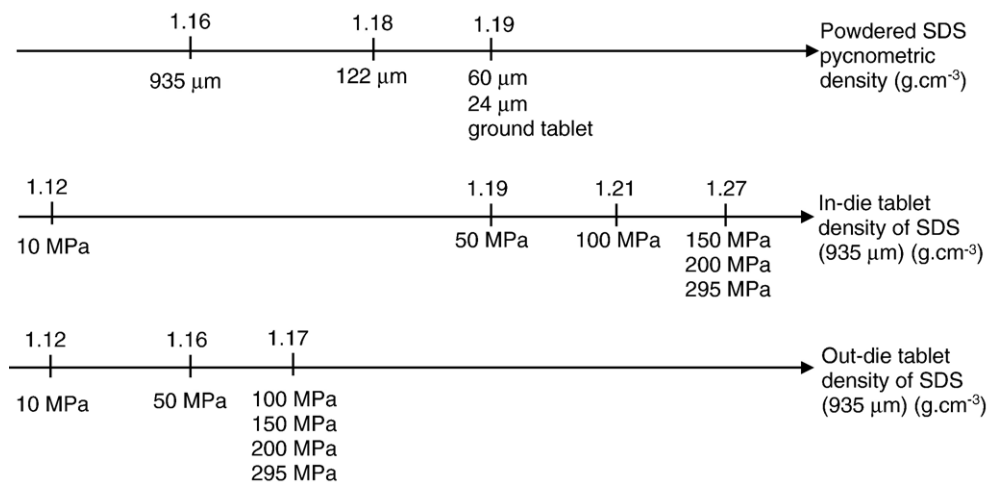 1.16 1.18 1.19
935 μm 122 μm 60 μm
24 μm
ground tablet
Powdered SDS
pycnometric
density (g.cm-3)
1.12 1.19 1.21 1.27
10 MPa 50 MPa 100 MPa 150 MPa
200 MPa
295 MPa
In-die tablet
density of SDS
(935 μm) (g.cm-3)
1.12 1.16 1.17
10 MPa 50 MPa 100 MPa
150 MPa
200 MPa
295 MPa
Out-die tablet
density of SDS
(935 μm) (g.cm-3)